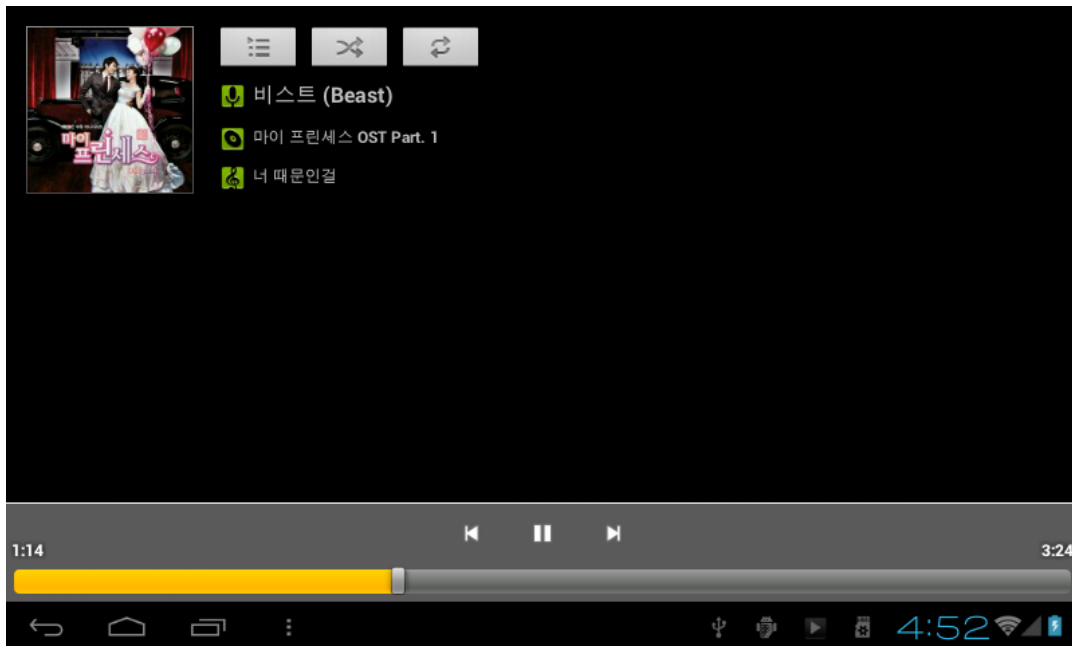 비스트 (Beast)
마이 프린세스 OST Part. 1
너 때문인걸
마이
프린세스
1:14
3:24
4:52